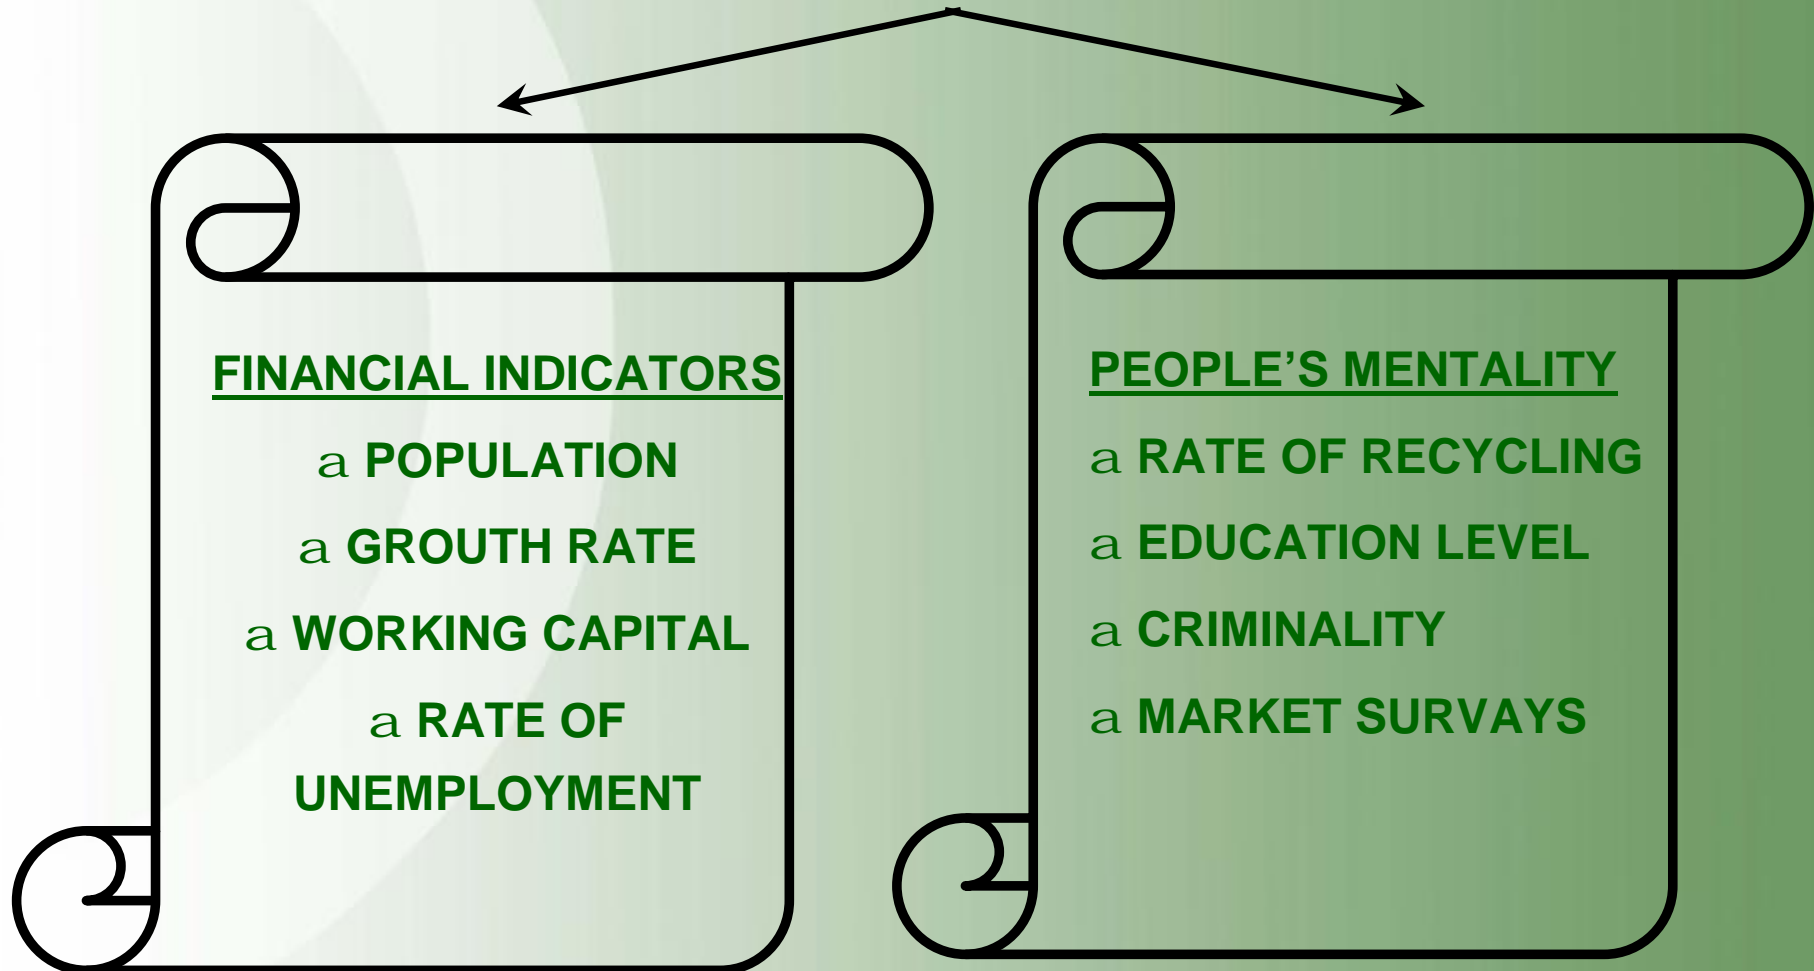 FINANCIAL INDICATORS
a POPULATION
a GROUTH RATE
a WORKING CAPITAL
a RATE OF
UNEMPLOYMENT
PEOPLE’S MENTALITY
a RATE OF RECYCLING
a EDUCATION LEVEL
a CRIMINALITY
a MARKET SURVAYS